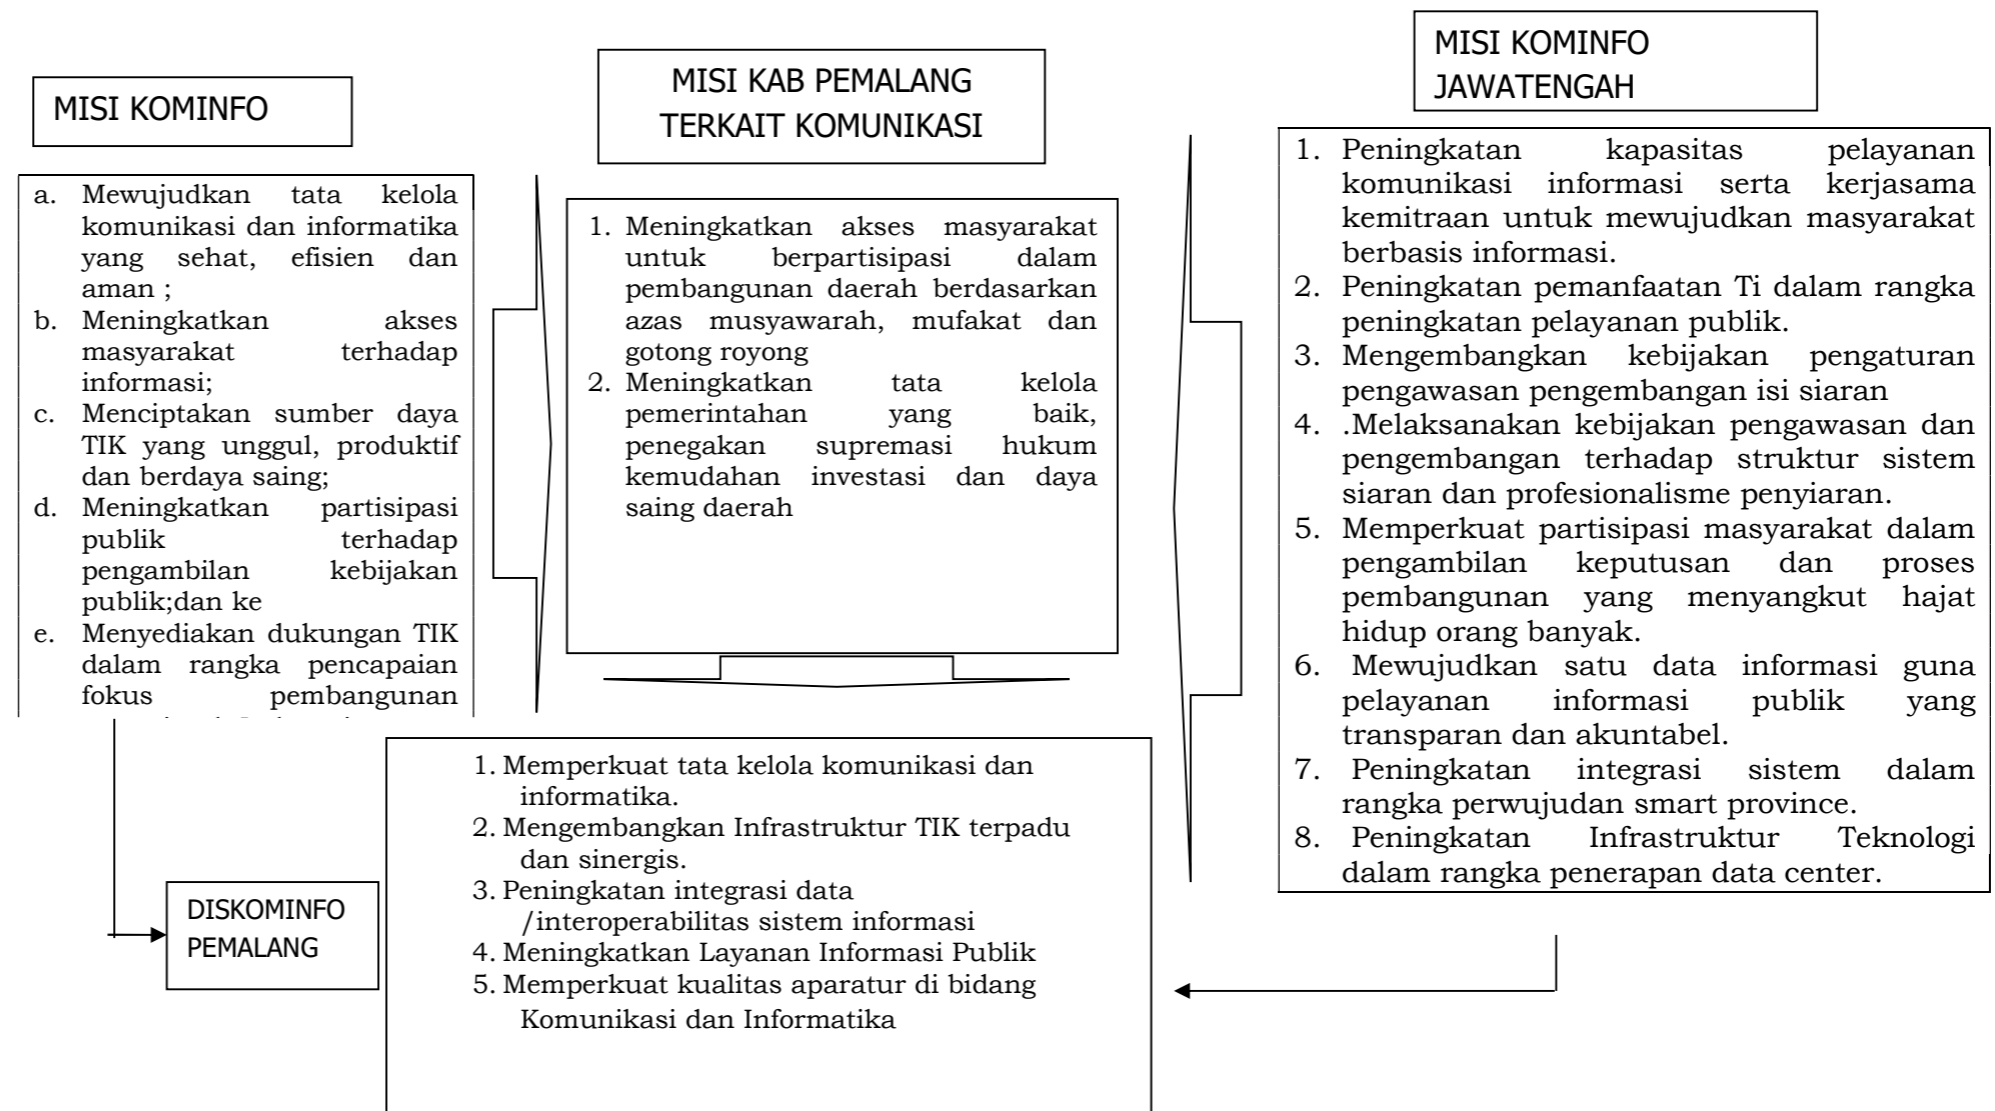 MISI KOMINFO
a. Mewujudkan tata kelola
komunikasi dan informatika
yang sehat, efisien dan
aman ;
b. Meningkatkan akses
masyarakat terhadap
informasi;
c. Menciptakan sumber daya
TIK yang unggul, produktif
dan berdaya saing;
d. Meningkatkan partisipasi
publik terhadap
pengambilan kebijakan
publik;dan ke
e. Menyediakan dukungan TIK
dalam rangka pencapaian
fokus pembangunan
MISI KAB PEMALANG
TERKAIT KOMUNIKASI
1. Meningkatkan akses masyarakat
untuk berpartisipasi dalam
pembangunan daerah berdasarkan
azas musyawarah, mufakat dan
gotong royong
2. Meningkatkan tata kelola
pemerintahan yang baik,
penegakan supremasi hukum
kemudahan investasi dan daya
saing daerah
MISI KOMINFO
JAWATENGAH
1. Peningkatan kapasitas pelayanan
komunikasi informasi serta kerjasama
kemitraan untuk mewujudkan masyarakat
berbasis informasi.
2. Peningkatan pemanfaatan Ti dalam rangka
peningkatan pelayanan publik.
3. Mengembangkan kebijakan pengaturan
pengawasan pengembangan isi siaran
4. .Melaksanakan kebijakan pengawasan dan
pengembangan terhadap struktur sistem
siaran dan profesionalisme penyiaran.
5. Memperkuat partisipasi masyarakat dalam
pengambilan keputusan dan proses
pembangunan yang menyangkut hajat
hidup orang banyak.
6. Mewujudkan satu data informasi guna
pelayanan informasi publik yang
transparan dan akuntabel.
7. Peningkatan integrasi sistem dalam
rangka perwujudan smart province.
8. Peningkatan Infrastruktur Teknologi
dalam rangka penerapan data center.
DISKOMINFO
PEMALANG
1. Memperkuat tata kelola komunikasi dan
informatika.
2. Mengembangkan Infrastruktur TIK terpadu
dan sinergis.
3. Peningkatan integrasi data
/interoperabilitas sistem informasi
4. Meningkatkan Layanan Informasi Publik
5. Memperkuat kualitas aparatur di bidang
Komunikasi dan Informatika